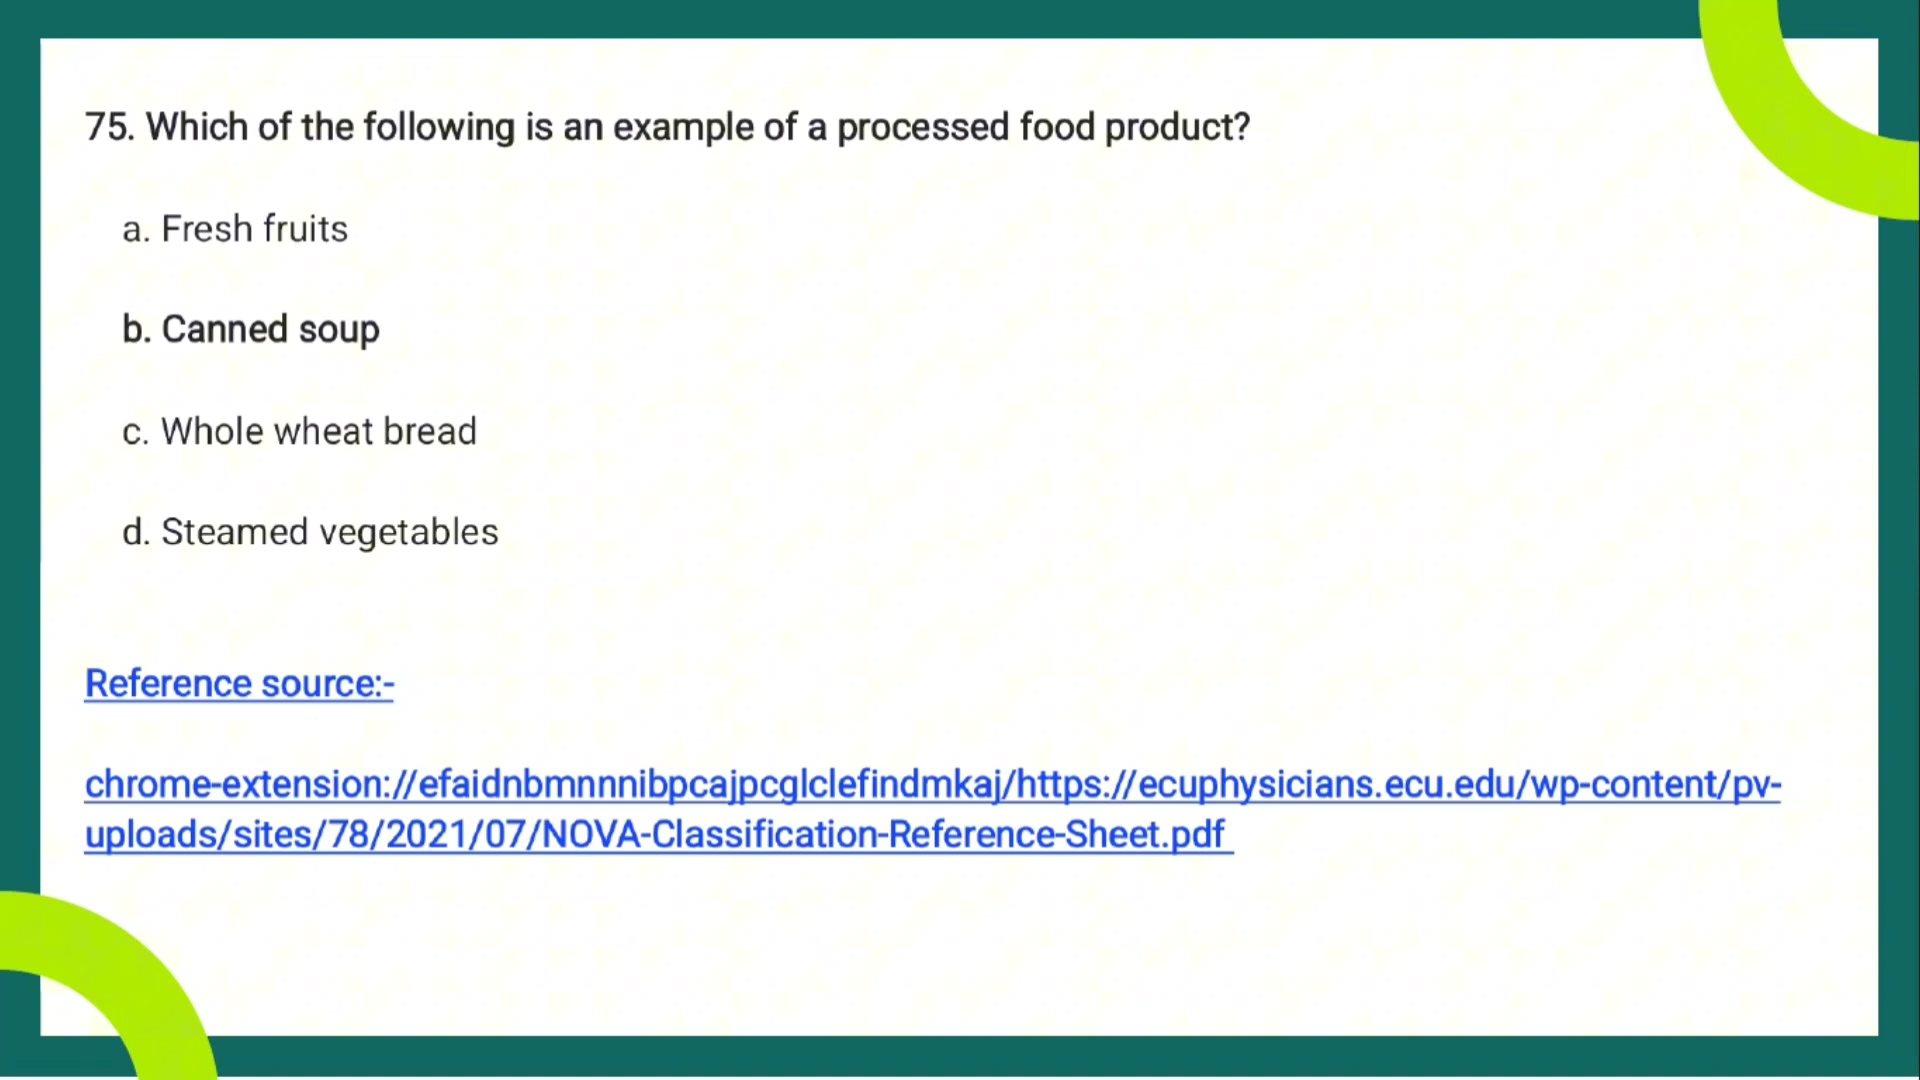 75. Which of the following is an example of a processed food product?
a. Fresh fruits
b. Canned soup
c. Whole wheat bread
d. Steamed vegetables
Reference source:-
chrome-extension://efaidnbmnnnibpcajpcglclefindmkaj/https://ecuphysicians.ecu.edu/wp-content/pv-
uploads/sites/78/2021/07/NOVA-Classification-Reference-Sheet.pdf